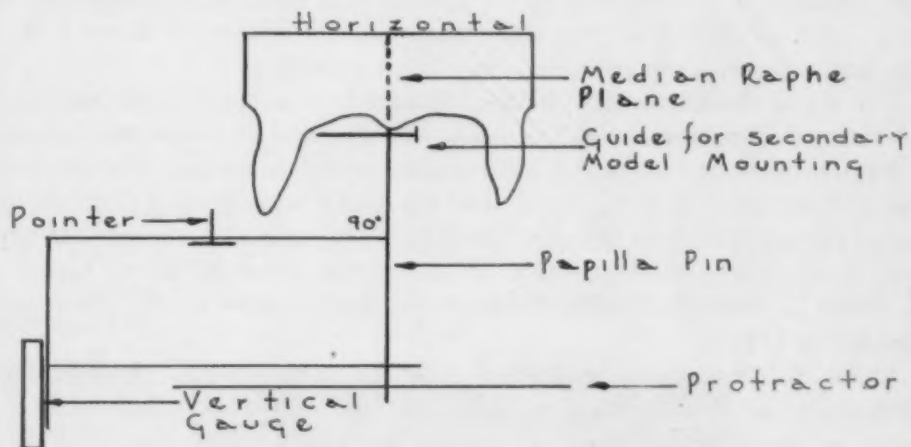 Horizontal
Median Raphe
Plane
Guide for secondary
Model Mounting
Pointer
90°
Papilla Pin
Protractor
Vertical
Gauge